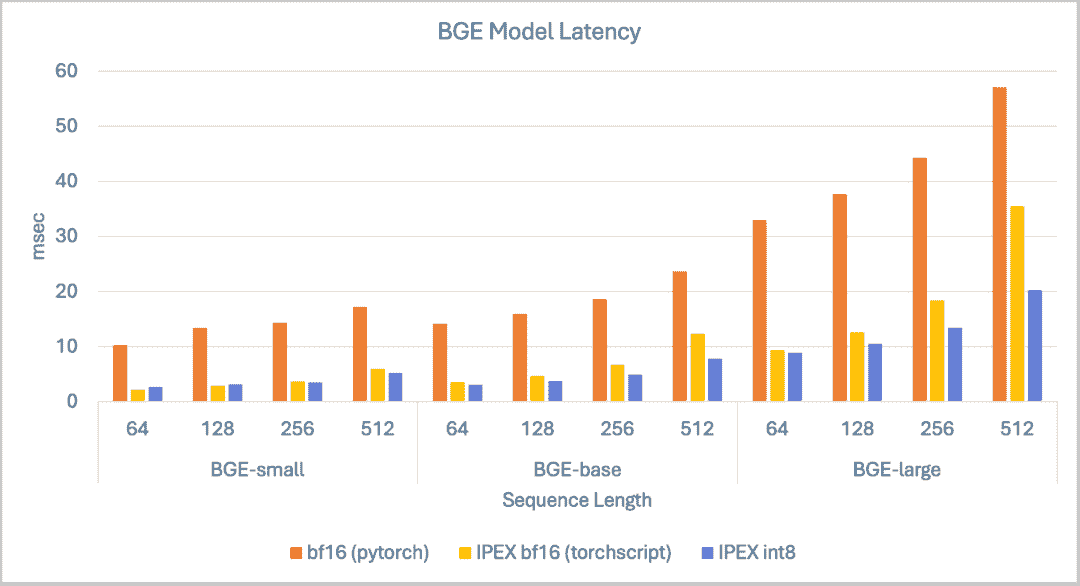 BGE Model Latency
60
50
40
30
20
10
0
msec
64 128 256 512 64 128 256 512 64 128 256 512
BGE-small BGE-base BGE-large
Sequence Length
bf16 (pytorch) IPEX bf16 (torchscript) IPEX int8